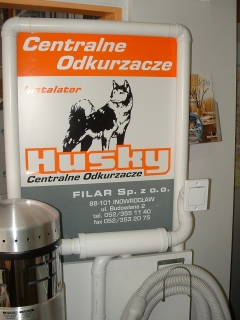 Centralne
Odkurzacze
Instalator
Husky
Centralne Odkurzacze
FILAR Sp. z o.o.
88-101 INOWROCŁAW
ul. Budowlana 2
tel. 052/355 11 40
fax 052/353 20 75